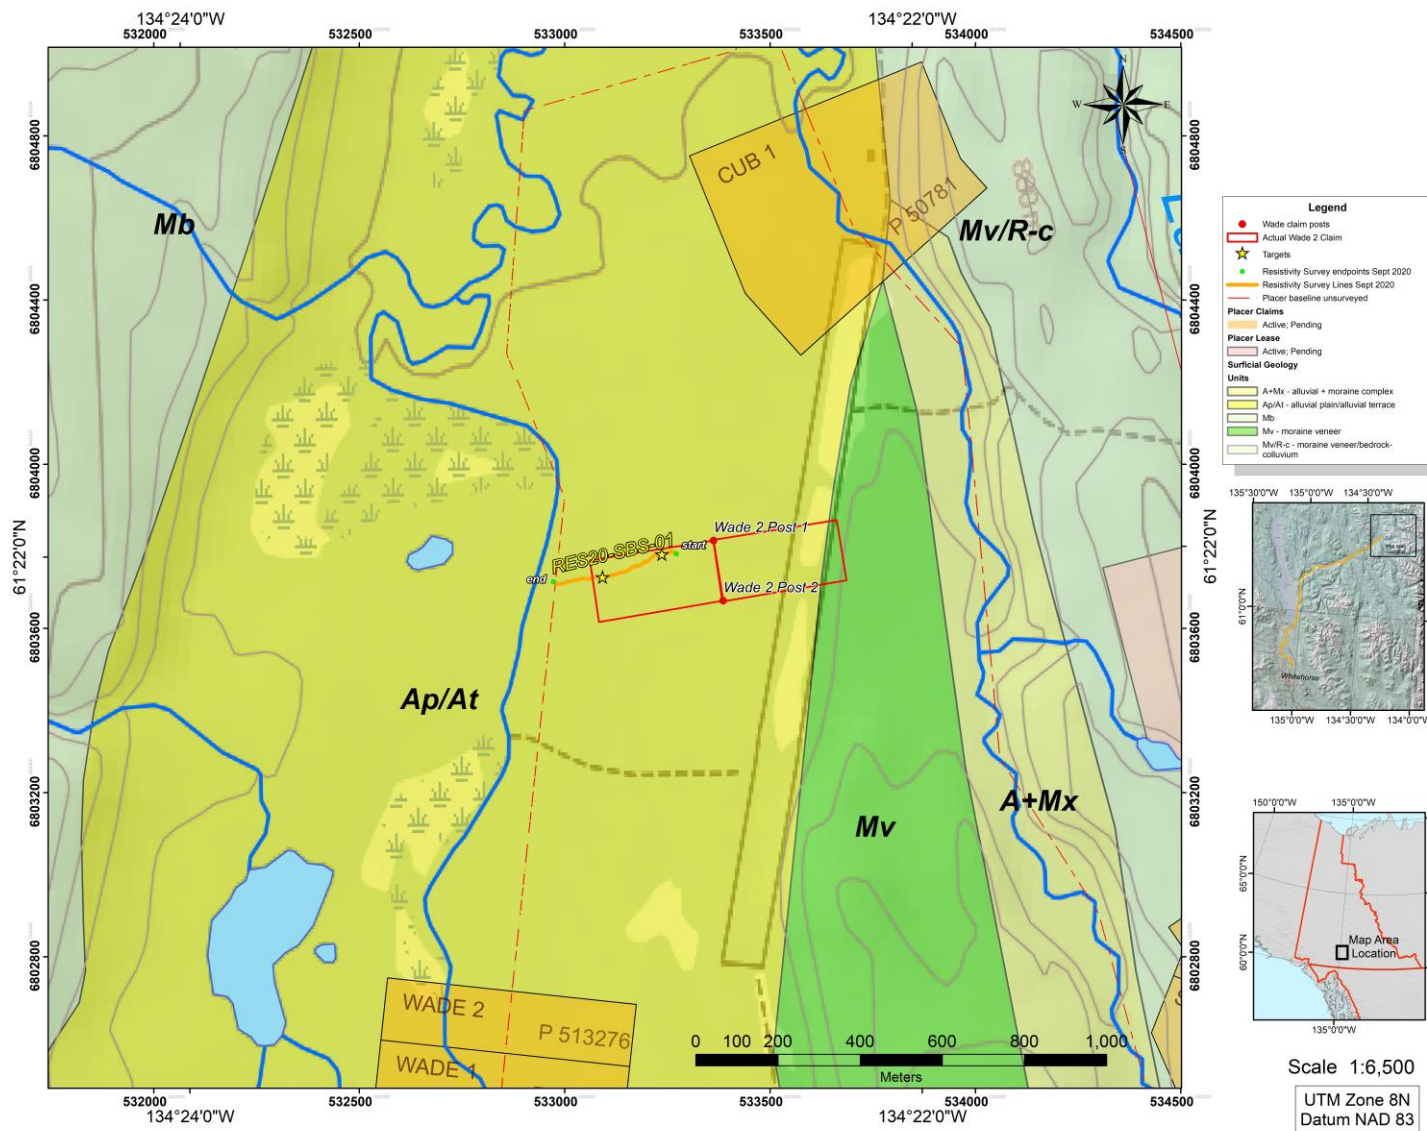 134°24'0"W
134°22'0"W
532000
532500
533000
533500
534000
534500
N
W
E
S
6804800
6804800
CUB 1
P 50781
Mb
Mv/R-c
6804400
6804400
6804000
6804000
61°22'0"N
61°22'0"N
RES20-SBS-01
start
end
Wade 2 Post 1
Wade 2 Post 2
6803600
6803600
Ap/At
6803200
6803200
A+Mx
Mv
6802800
6802800
WADE 2
P 513276
WADE 1
0 100 200 400 600 800 1,000
Meters
532000
532500
533000
533500
534000
534500
134°24'0"W
134°22'0"W
Legend
Wade claim posts
Actual Wade 2 Claim
Targets
Resistivity Survey endpoints Sept 2020
Resistivity Survey Lines Sept 2020
Placer baseline unsurveyed
Placer Claims
Active; Pending
Placer Lease
Active; Pending
Surficial Geology
Units
A+Mx - alluvial + moraine complex
Ap/At - alluvial plain/alluvial terrace
Mb
Mv - moraine veneer
Mv/R-c - moraine veneer/bedrock-
colluvium
135°30'0"W
135°0'0"W
134°30'0"W
61°0'0"N
Whitehorse
135°0'0"W
134°30'0"W
134°0'0"W
150°0'0"W
135°0'0"W
65°0'0"N
60°0'0"N
Map Area
Location
135°0'0"W
Scale 1:6,500
UTM Zone 8N
Datum NAD 83